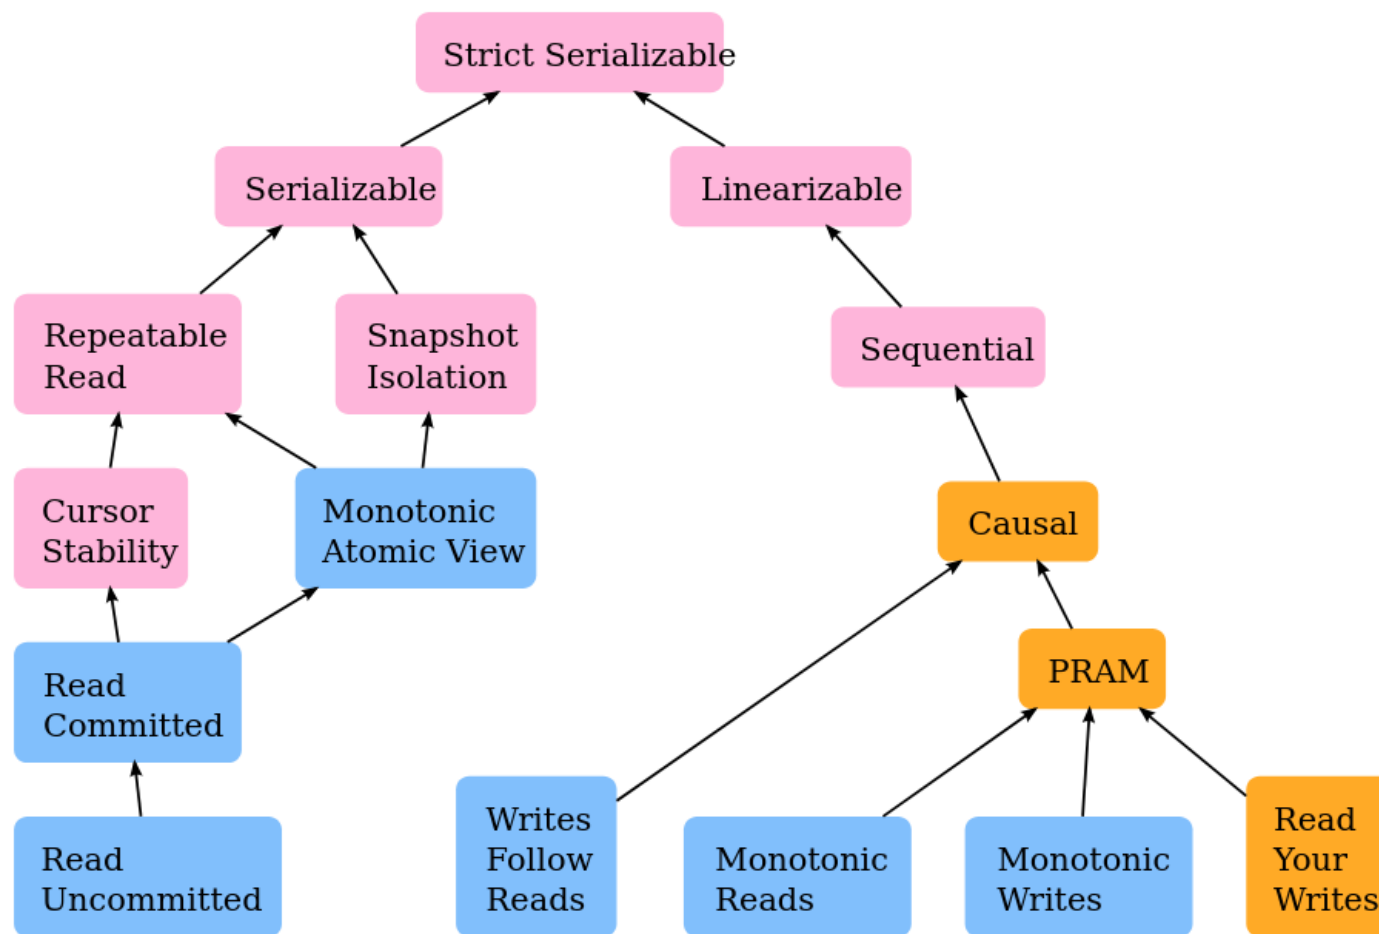 Strict Serializable
Serializable
Linearizable
Repeatable
Read
Snapshot
Isolation
Sequential
Cursor
Stability
Monotonic
Atomic View
Causal
Read
Committed
PRAM
Read
Uncommitted
Writes
Follow
Reads
Monotonic
Reads
Monotonic
Writes
Read
Your
Writes